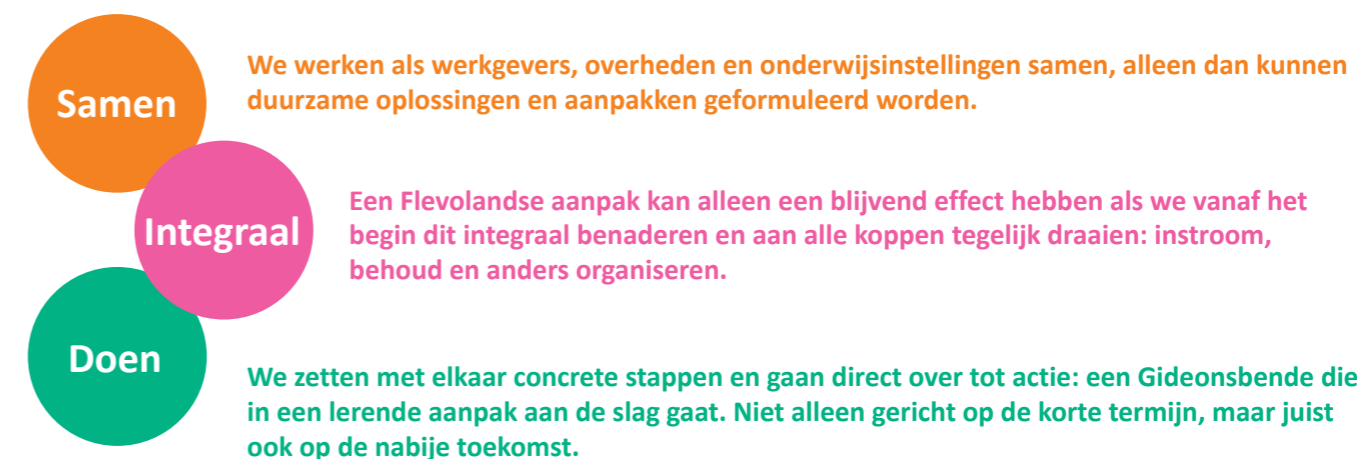 Samen
We werken als werkgevers, overheden en onderwijsinstellingen samen, alleen dan kunnen
duurzame oplossingen en aanpakken geformuleerd worden.
Integraal
Een Flevolandse aanpak kan alleen een blijvend effect hebben als we vanaf het
begin dit integraal benaderen en aan alle koppen tegelijk draaien: instroom,
behoud en anders organiseren.
Doen
We zetten met elkaar concrete stappen en gaan direct over tot actie: een Gideonsbende die
in een lerende aanpak aan de slag gaat. Niet alleen gericht op de korte termijn, maar juist
ook op de nabije toekomst.